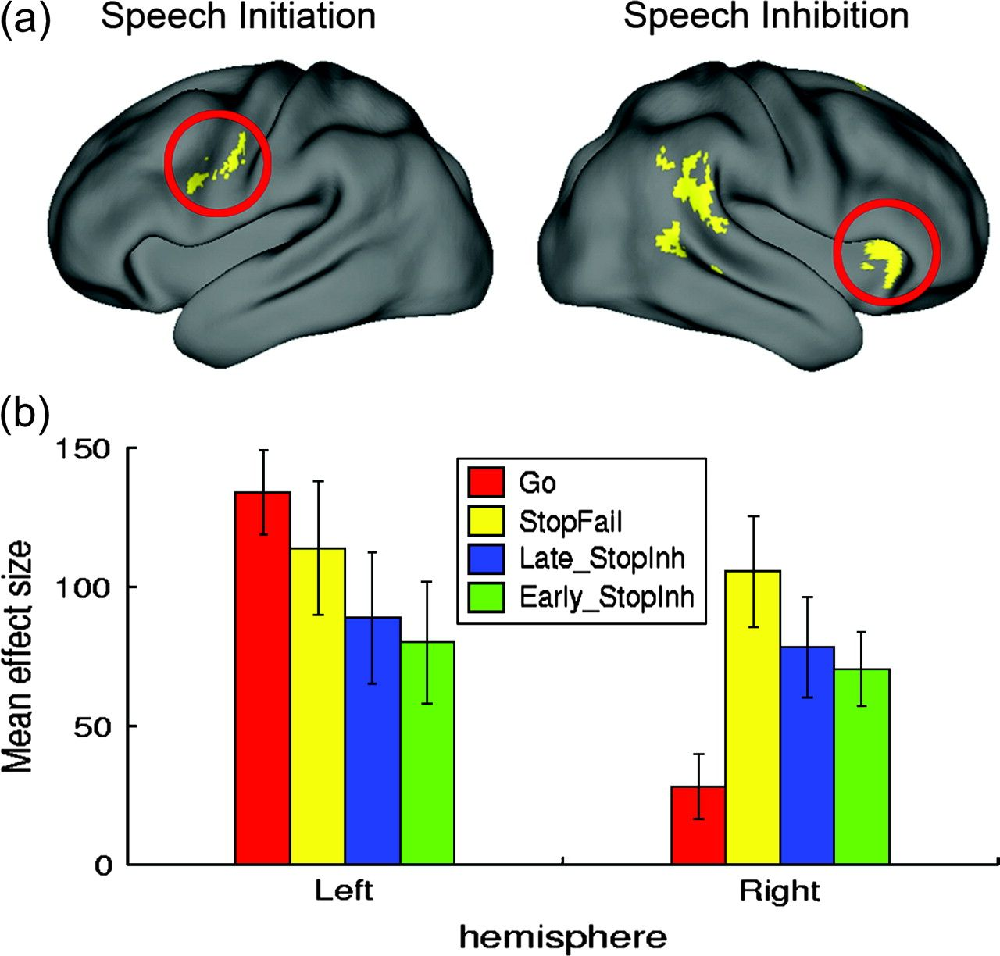 (a) Speech Initiation Speech Inhibition
(b)
150
100
50
0
Mean effect size
Go
StopFail
Late_StopInh
Early_StopInh
Left Right
hemisphere